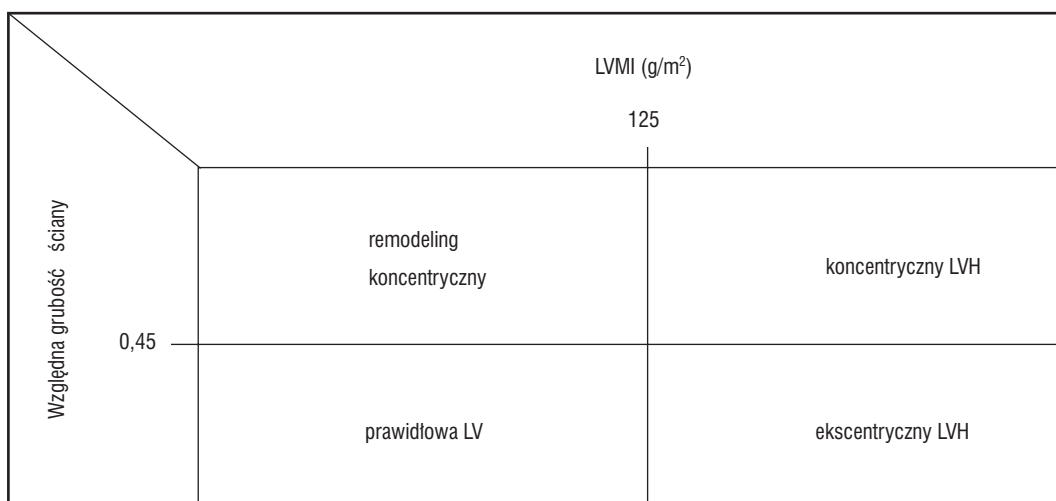 LVMI (g/m²)
125
Względna grubość ściany
remodeling
koncentryczny
koncentryczny LVH
0,45
prawidłowa LV
ekscentryczny LVH